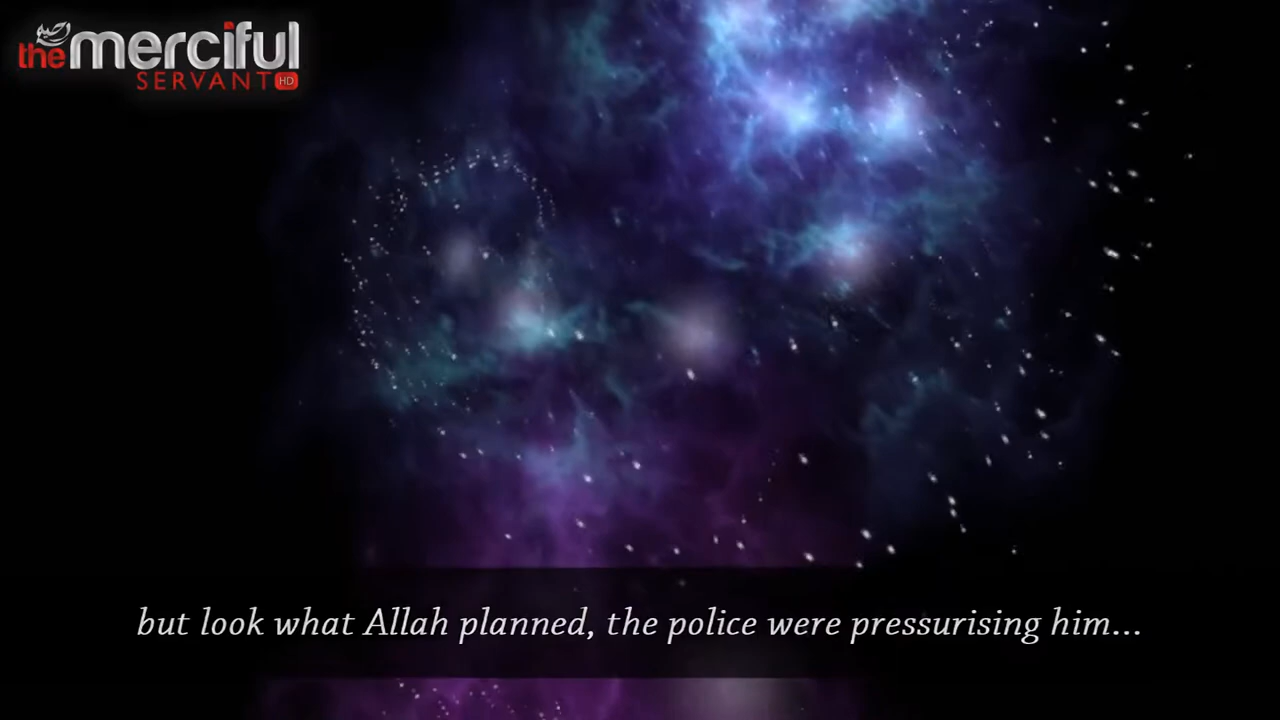 the merciful
SERVANT HD
but look what Allah planned, the police were pressurising him...